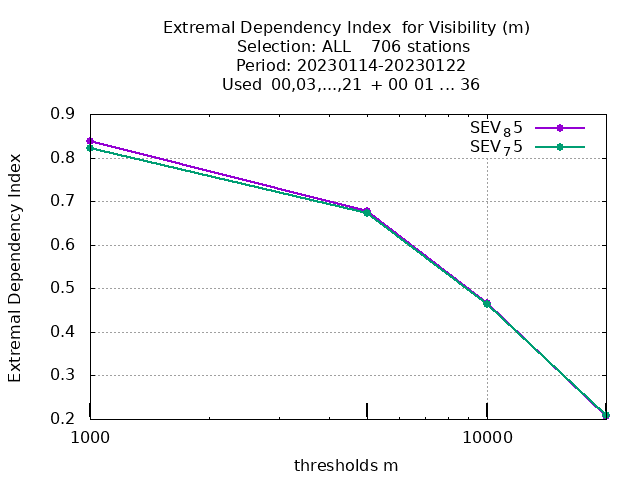 Extremal Dependency Index  for Visibility (m)
Selection: ALL    706 stations
Period: 20230114-20230122
Used  00,03,...,21  + 00 01 ... 36
SEV₈5
SEV₇5
Extremal Dependency Index
0.9
0.8
0.7
0.6
0.5
0.4
0.3
0.2
1000
10000
thresholds m